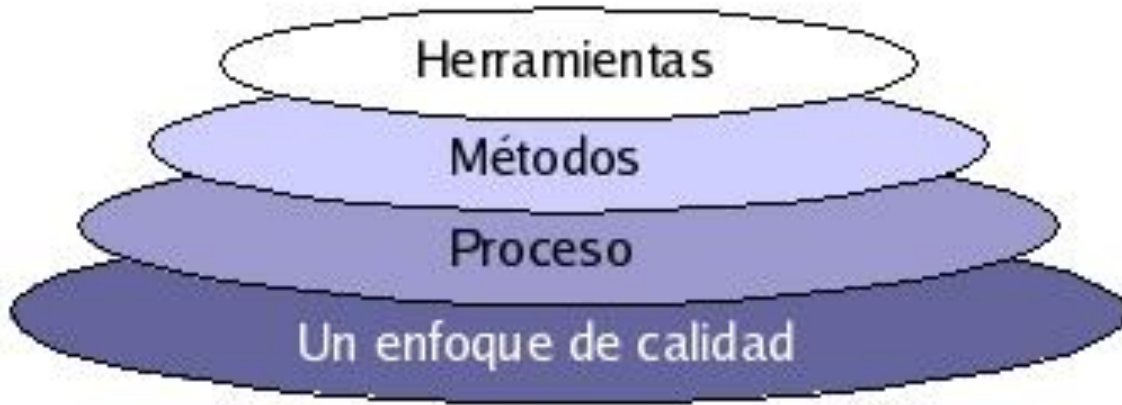 Herramientas
Métodos
Proceso
Un enfoque de calidad